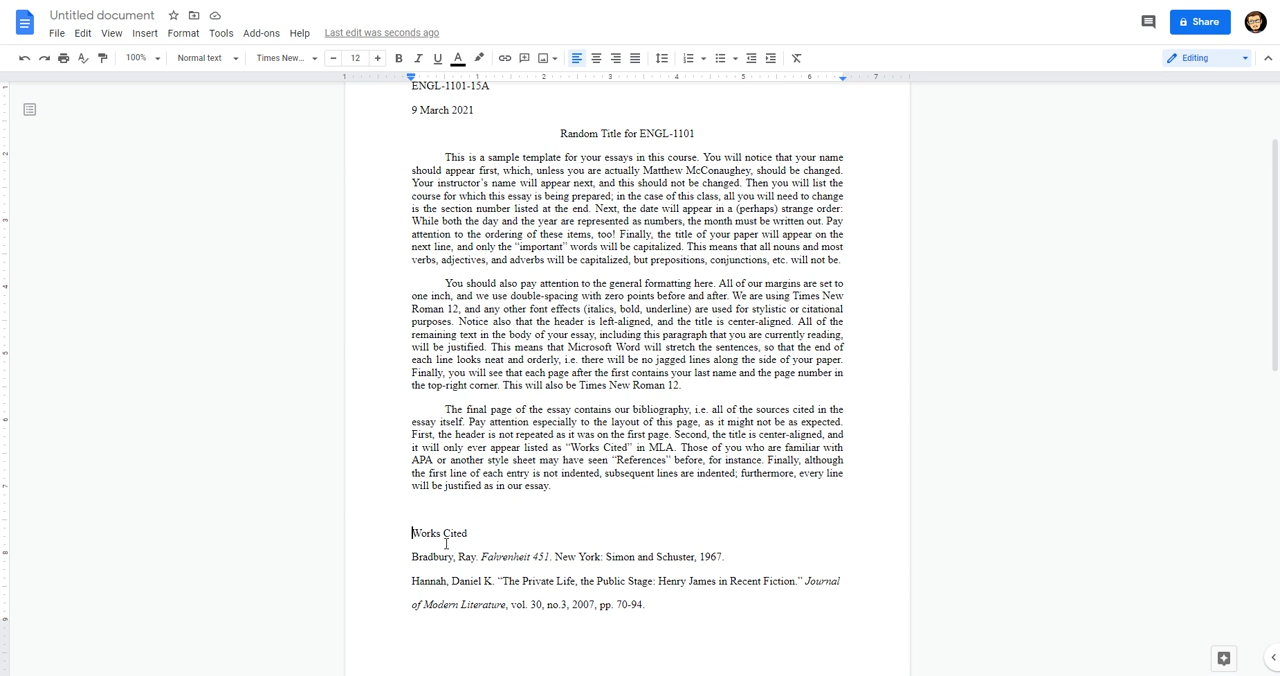 Untitled document
File Edit View Insert Format Tools Add-ons Help Last edit was seconds ago
Share
100% Normal text Times New... 12 B I U A Editing
1 1 2 3 4 5 6 7
ENGL-1101-15A
9 March 2021
Random Title for ENGL-1101
This is a sample template for your essays in this course. You will notice that your name
should appear first, which, unless you are actually Matthew McConaughey, should be changed.
Your instructor's name will appear next, and this should not be changed. Then you will list the
course for which this essay is being prepared; in the case of this class, all you will need to change
is the section number listed at the end. Next, the date will appear in a (perhaps) strange order:
While both the day and the year are represented as numbers, the month must be written out. Pay
attention to the ordering of these items, too! Finally, the title of your paper will appear on the
next line, and only the “important” words will be capitalized. This means that all nouns and most
verbs, adjectives, and adverbs will be capitalized, but prepositions, conjunctions, etc. will not be.
You should also pay attention to the general formatting here. All of our margins are set to
one inch, and we use double-spacing with zero points before and after. We are using Times New
Roman 12, and any other font effects (italics, bold, underline) are used for stylistic or citational
purposes. Notice also that the header is left-aligned, and the title is center-aligned. All of the
remaining text in the body of your essay, including this paragraph that you are currently reading,
will be justified. This means that Microsoft Word will stretch the sentences, so that the end of
each line looks neat and orderly, i.e. there will be no jagged lines along the side of your paper.
Finally, you will see that each page after the first contains your last name and the page number in
the top-right corner. This will also be Times New Roman 12.
The final page of the essay contains our bibliography, i.e. all of the sources cited in the
essay itself. Pay attention especially to the layout of this page, as it might not be as expected.
First, the header is not repeated as it was on the first page. Second, the title is center-aligned, and
it will only ever appear listed as “Works Cited” in MLA. Those of you who are familiar with
APA or another style sheet may have seen “References” before, for instance. Finally, although
the first line of each entry is not indented, subsequent lines are indented; furthermore, every line
will be justified as in our essay.
Works Cited
Bradbury, Ray. Fahrenheit 451. New York: Simon and Schuster, 1967.
Hannah, Daniel K. “The Private Life, the Public Stage: Henry James in Recent Fiction.” Journal
of Modern Literature, vol. 30, no.3, 2007, pp. 70-94.